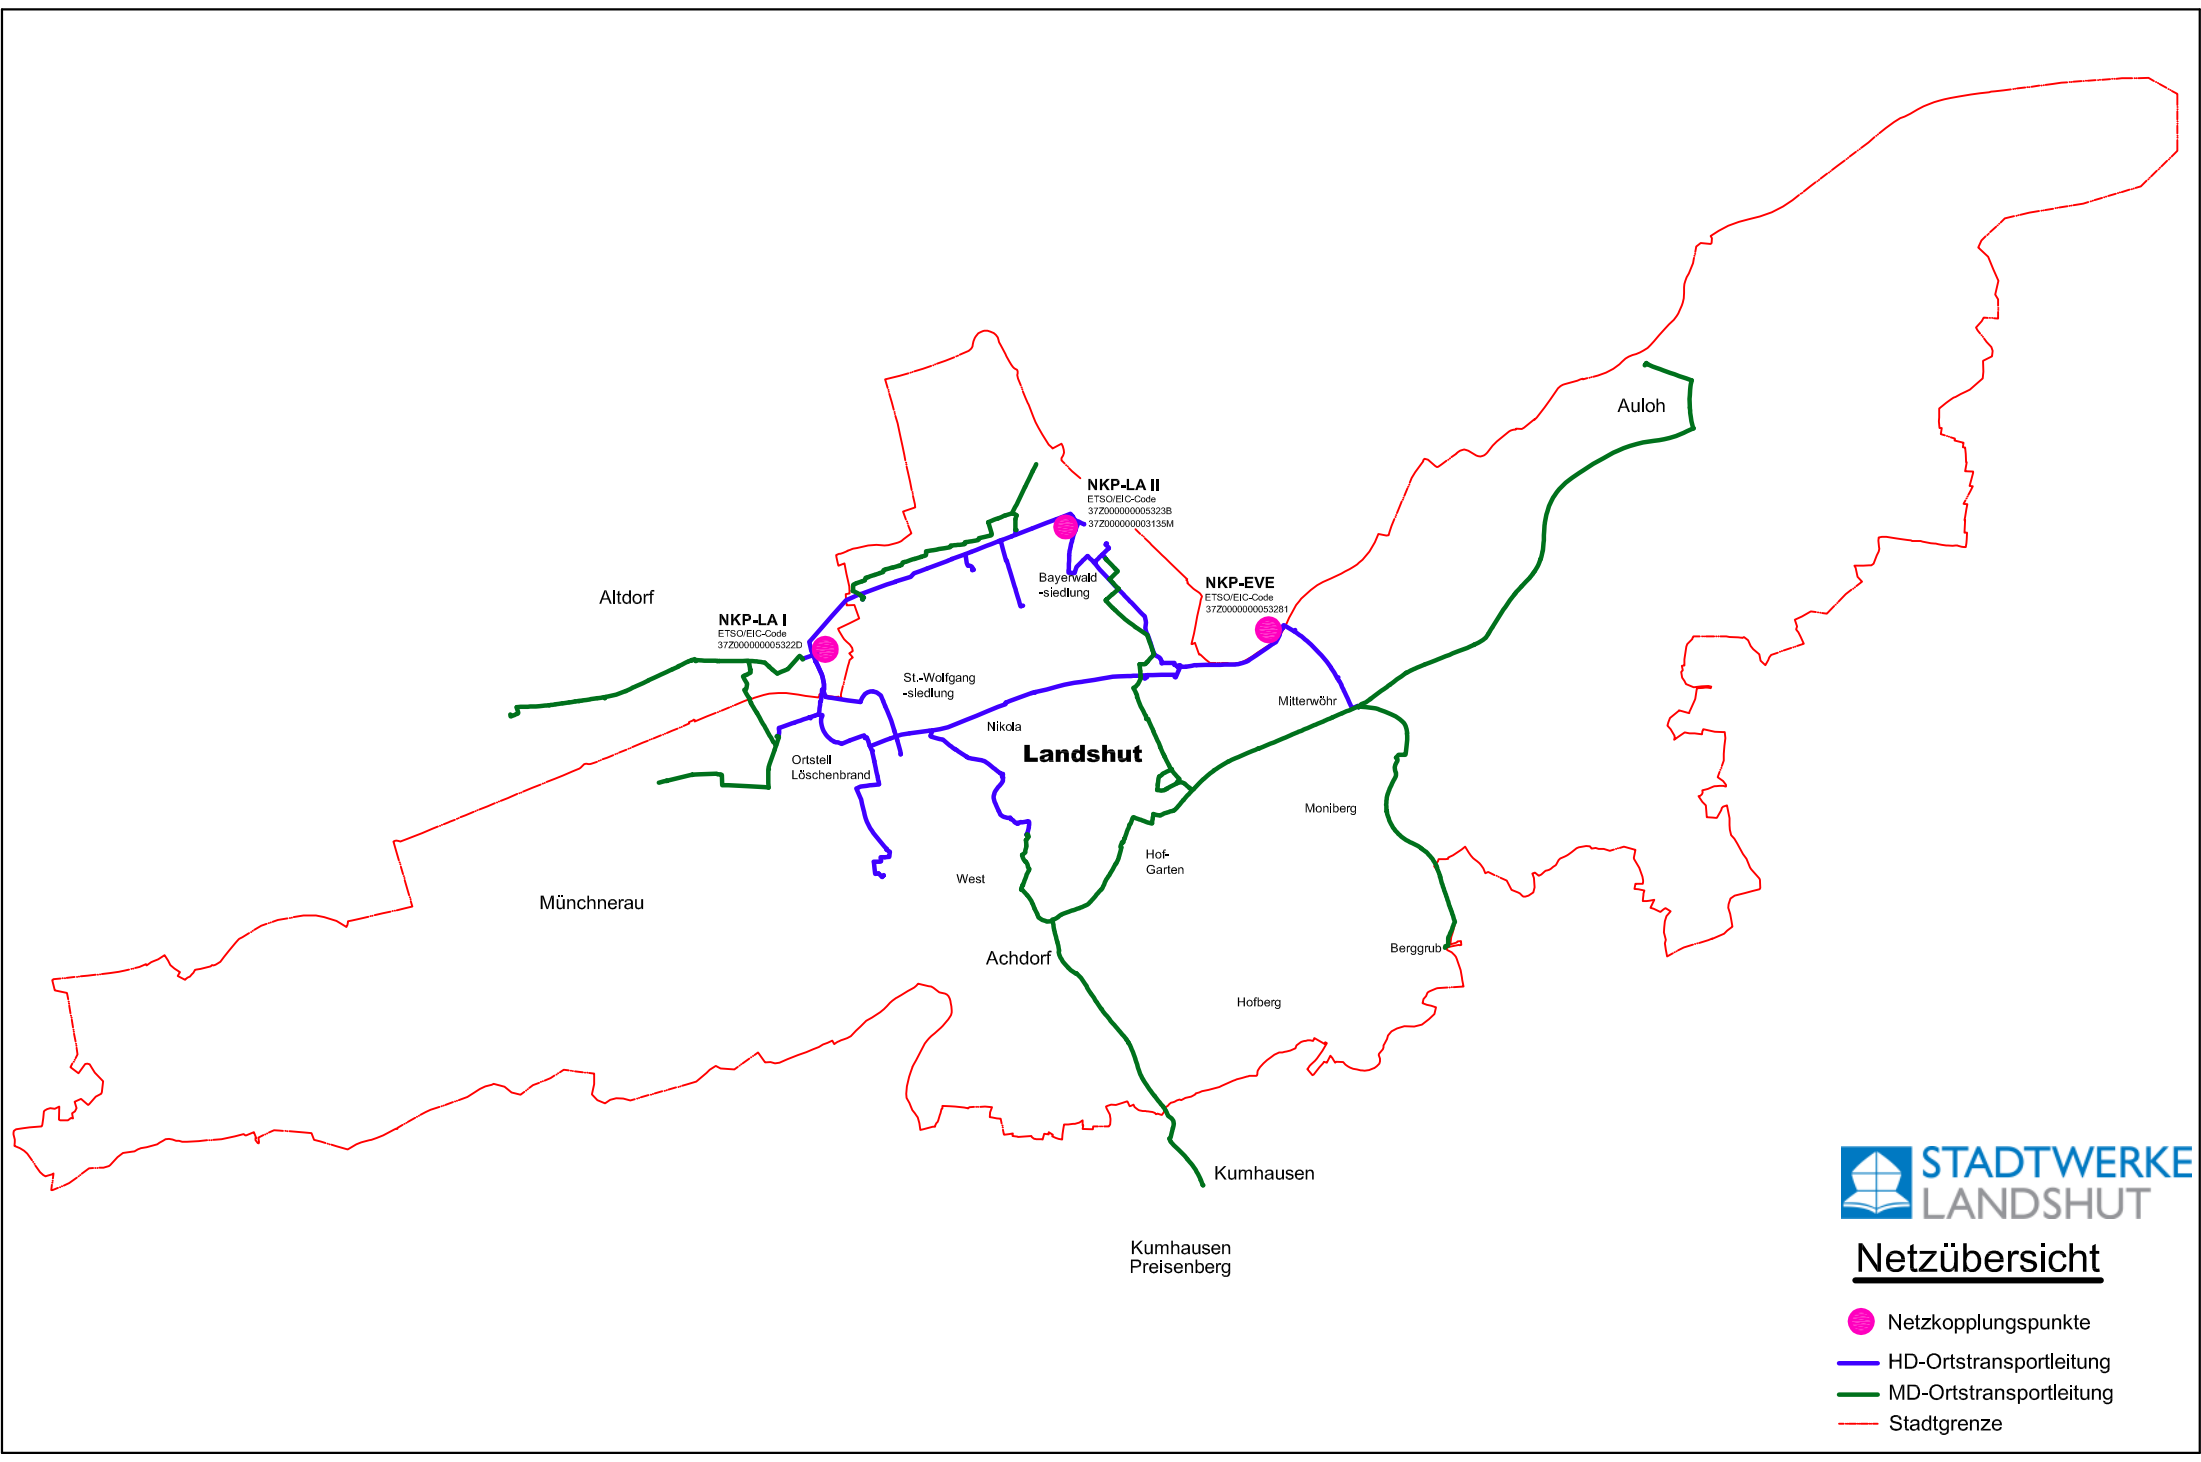 Auloh
NKP-LA II
ETSO/EIC-Code
37Z000000005323B
37Z000000003135M
Bayerwald
-siedlung
NKP-EVE
ETSO/EIC-Code
37Z0000000053281
Altdorf
NKP-LA I
ETSO/EIC-Code
37Z000000005322D
St.-Wolfgang
-siedlung
Mitterwöhr
Nikola
Landshut
Ortstell
Löschenbrand
Moniberg
Hof-
Garten
West
Münchnerau
Achdorf
Berggrub
Hofberg
Kumhausen
Kumhausen
Preisenberg
STADTWERKE
LANDSHUT
Netzübersicht
Netzkopplungspunkte
HD-Ortstransportleitung
MD-Ortstransportleitung
Stadtgrenze